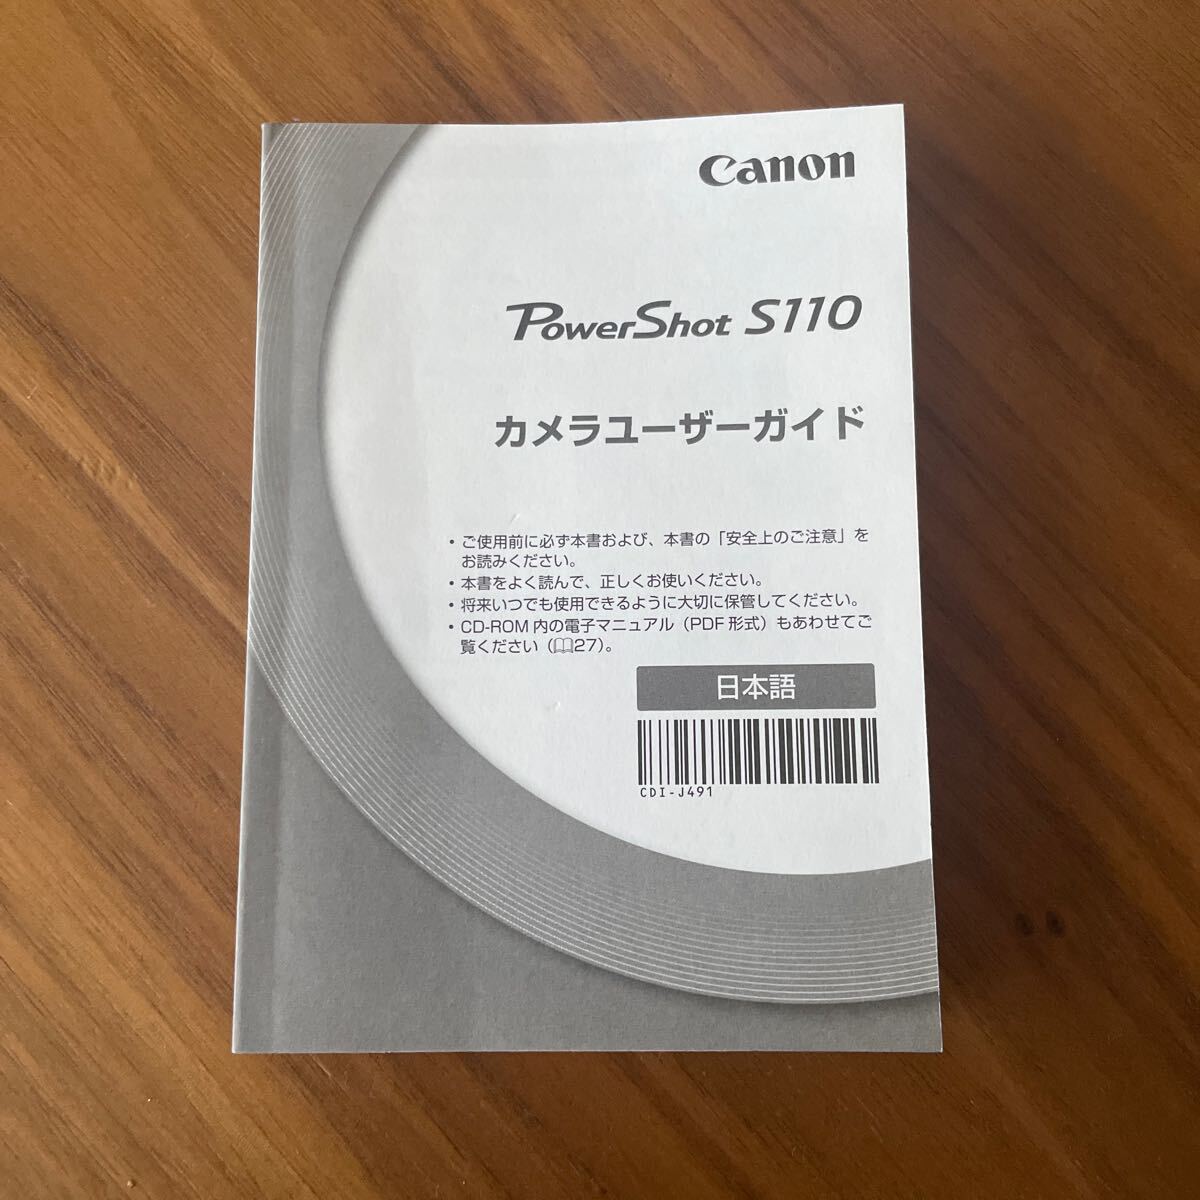 Canon
PowerShot S110
カメラユーザーガイド
・ご使用前に必ず本書および、本書の「安全上のご注意」を
お読みください。
・本書をよく読んで、正しくお使いください。
・将来いつでも使用できるように大切に保管してください。
・CD-ROM 内の電子マニュアル（PDF 形式）もあわせてご
覧ください（📖27）。
日本語
CDI-J491